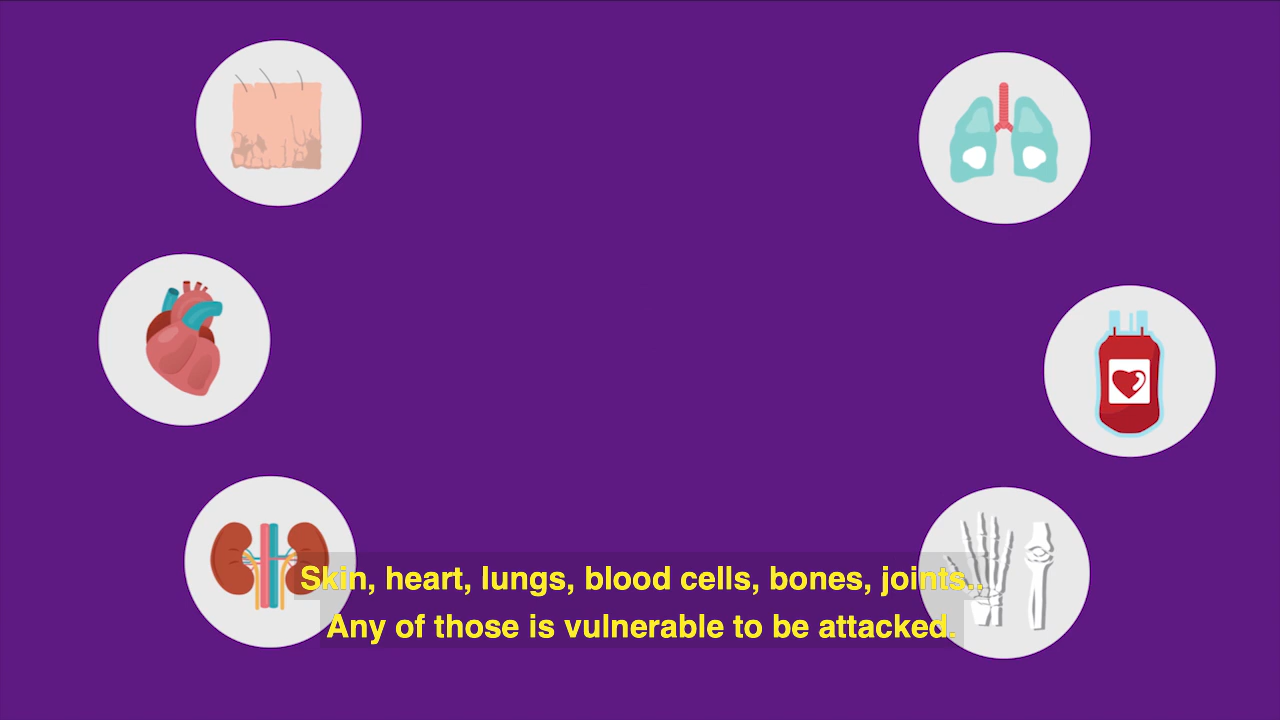 Skin, heart, lungs, blood cells, bones, joints..
Any of those is vulnerable to be attacked.